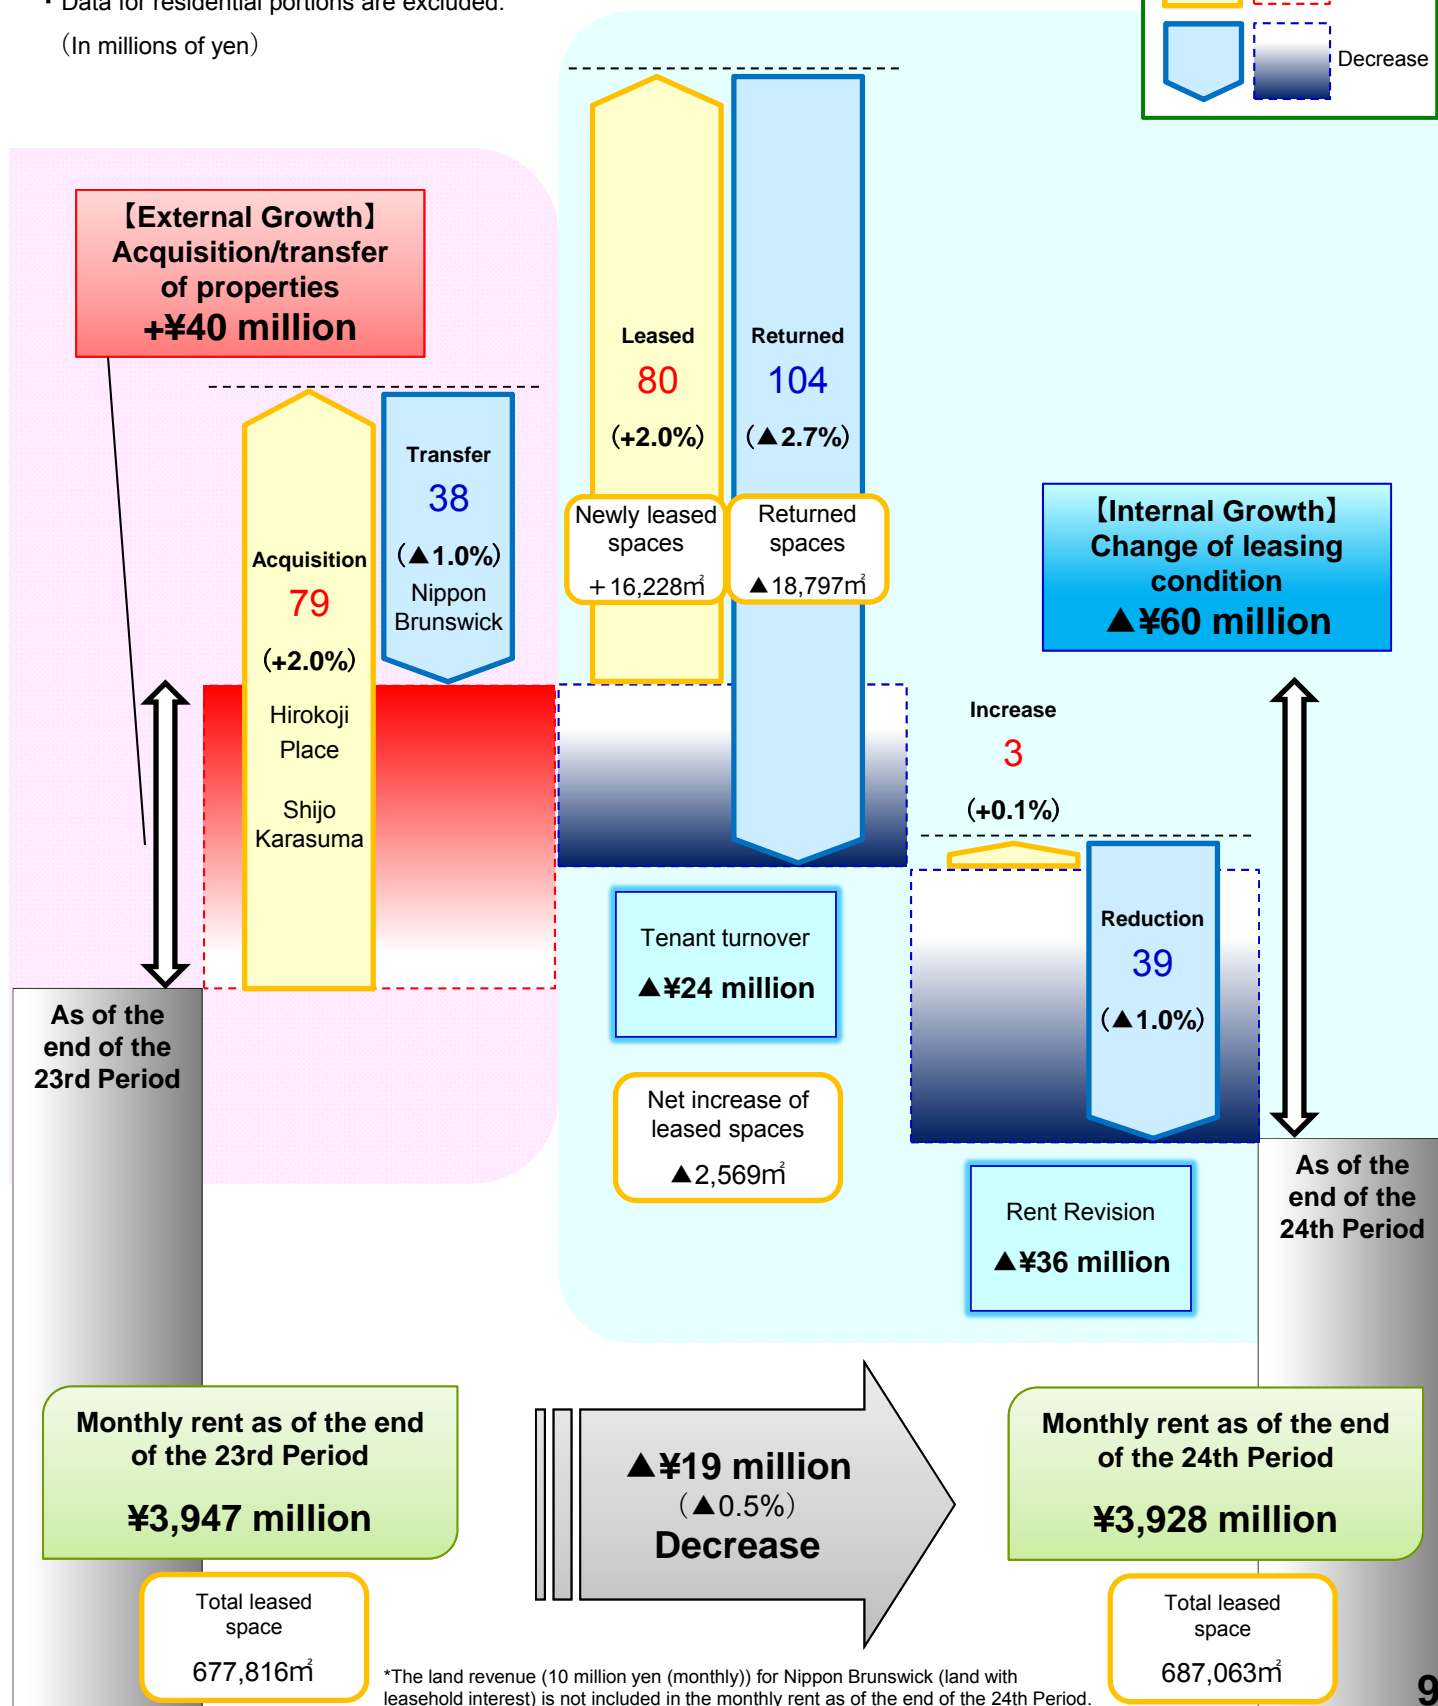 ・Data for residential portions are excluded.
（In millions of yen）
Decrease
【External Growth】
Acquisition/transfer
of properties
+¥40 million
Leased
80
(+2.0%)
Returned
104
(▲2.7%)
Newly leased
spaces
＋16,228㎡
Returned
spaces
▲18,797㎡
Transfer
38
(▲1.0%)
Nippon
Brunswick
Acquisition
79
(+2.0%)
Hirokoji
Place
Shijo
Karasuma
【Internal Growth】
Change of leasing
condition
▲¥60 million
Increase
3
(+0.1%)
Reduction
39
(▲1.0%)
Tenant turnover
▲¥24 million
Net increase of
leased spaces
▲2,569㎡
Rent Revision
▲¥36 million
As of the
end of the
23rd Period
As of the
end of the
24th Period
Monthly rent as of the end
of the 23rd Period
¥3,947 million
▲¥19 million
（▲0.5%）
Decrease
Monthly rent as of the end
of the 24th Period
¥3,928 million
Total leased
space
677,816㎡
Total leased
space
687,063㎡
*The land revenue (10 million yen (monthly)) for Nippon Brunswick (land with
leasehold interest) is not included in the monthly rent as of the end of the 24th Period.
9